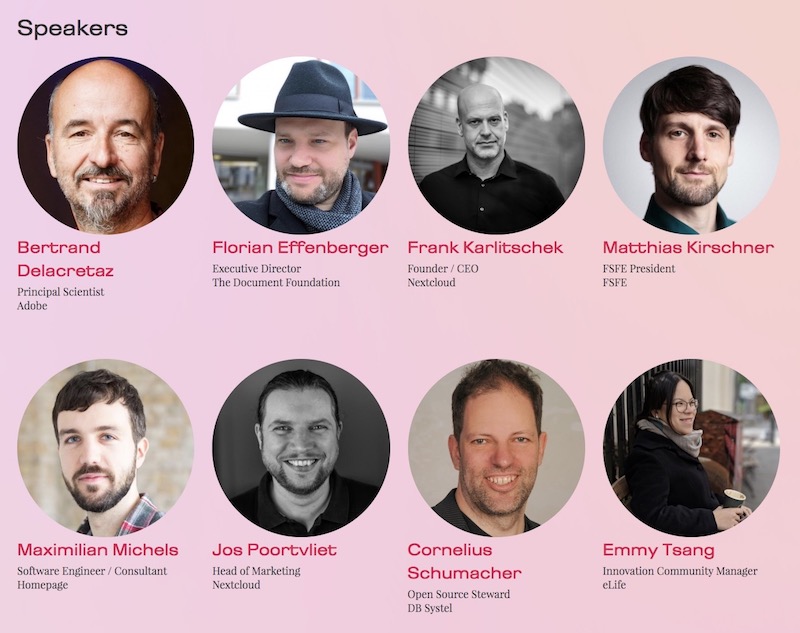 Speakers
Bertrand
Delacretaz
Principal Scientist
Adobe
Florian Effenberger
Executive Director
The Document Foundation
Frank Karlitschek
Founder / CEO
Nextcloud
Matthias Kirschner
FSFE President
FSFE
Maximilian Michels
Software Engineer / Consultant
Homepage
Jos Poortvliet
Head of Marketing
Nextcloud
Cornelius
Schumacher
Open Source Steward
DB Systel
Emmy Tsang
Innovation Community Manager
eLife